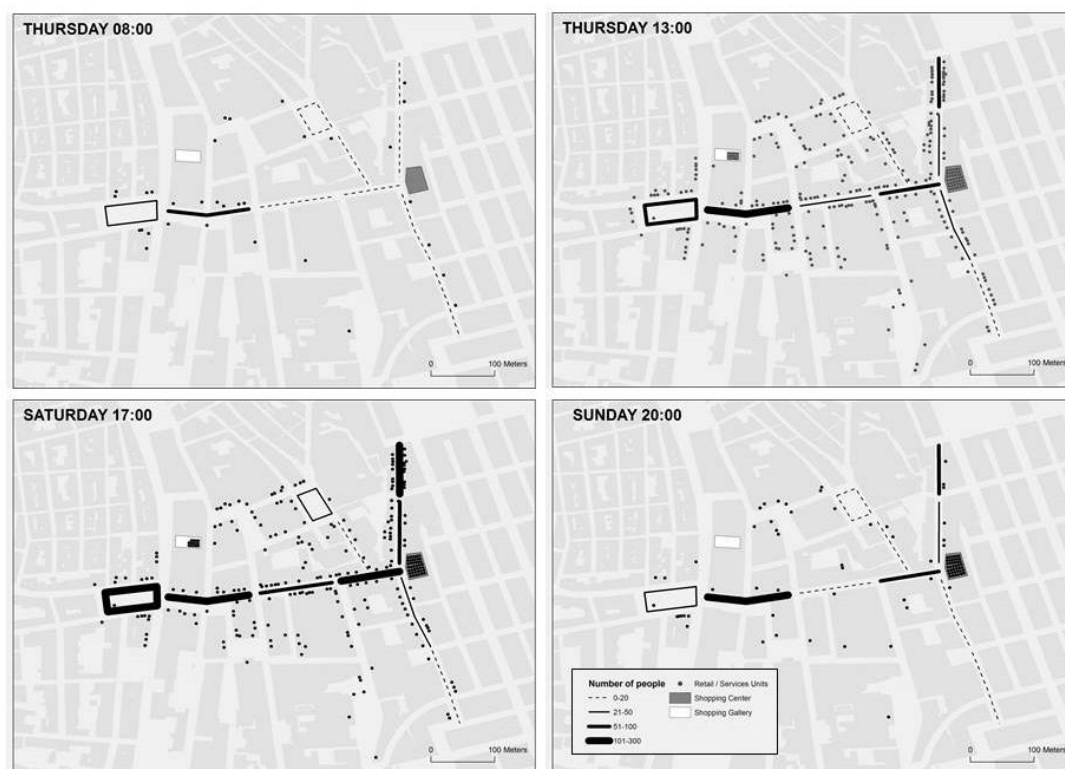 THURSDAY 08:00
0 100 Meters
THURSDAY 13:00
0 100 Meters
SATURDAY 17:00
0 100 Meters
SUNDAY 20:00
Number of people
0-20
21-50
51-100
101-300
Retail / Services Units
Shopping Center
Shopping Gallery
0 100 Meters